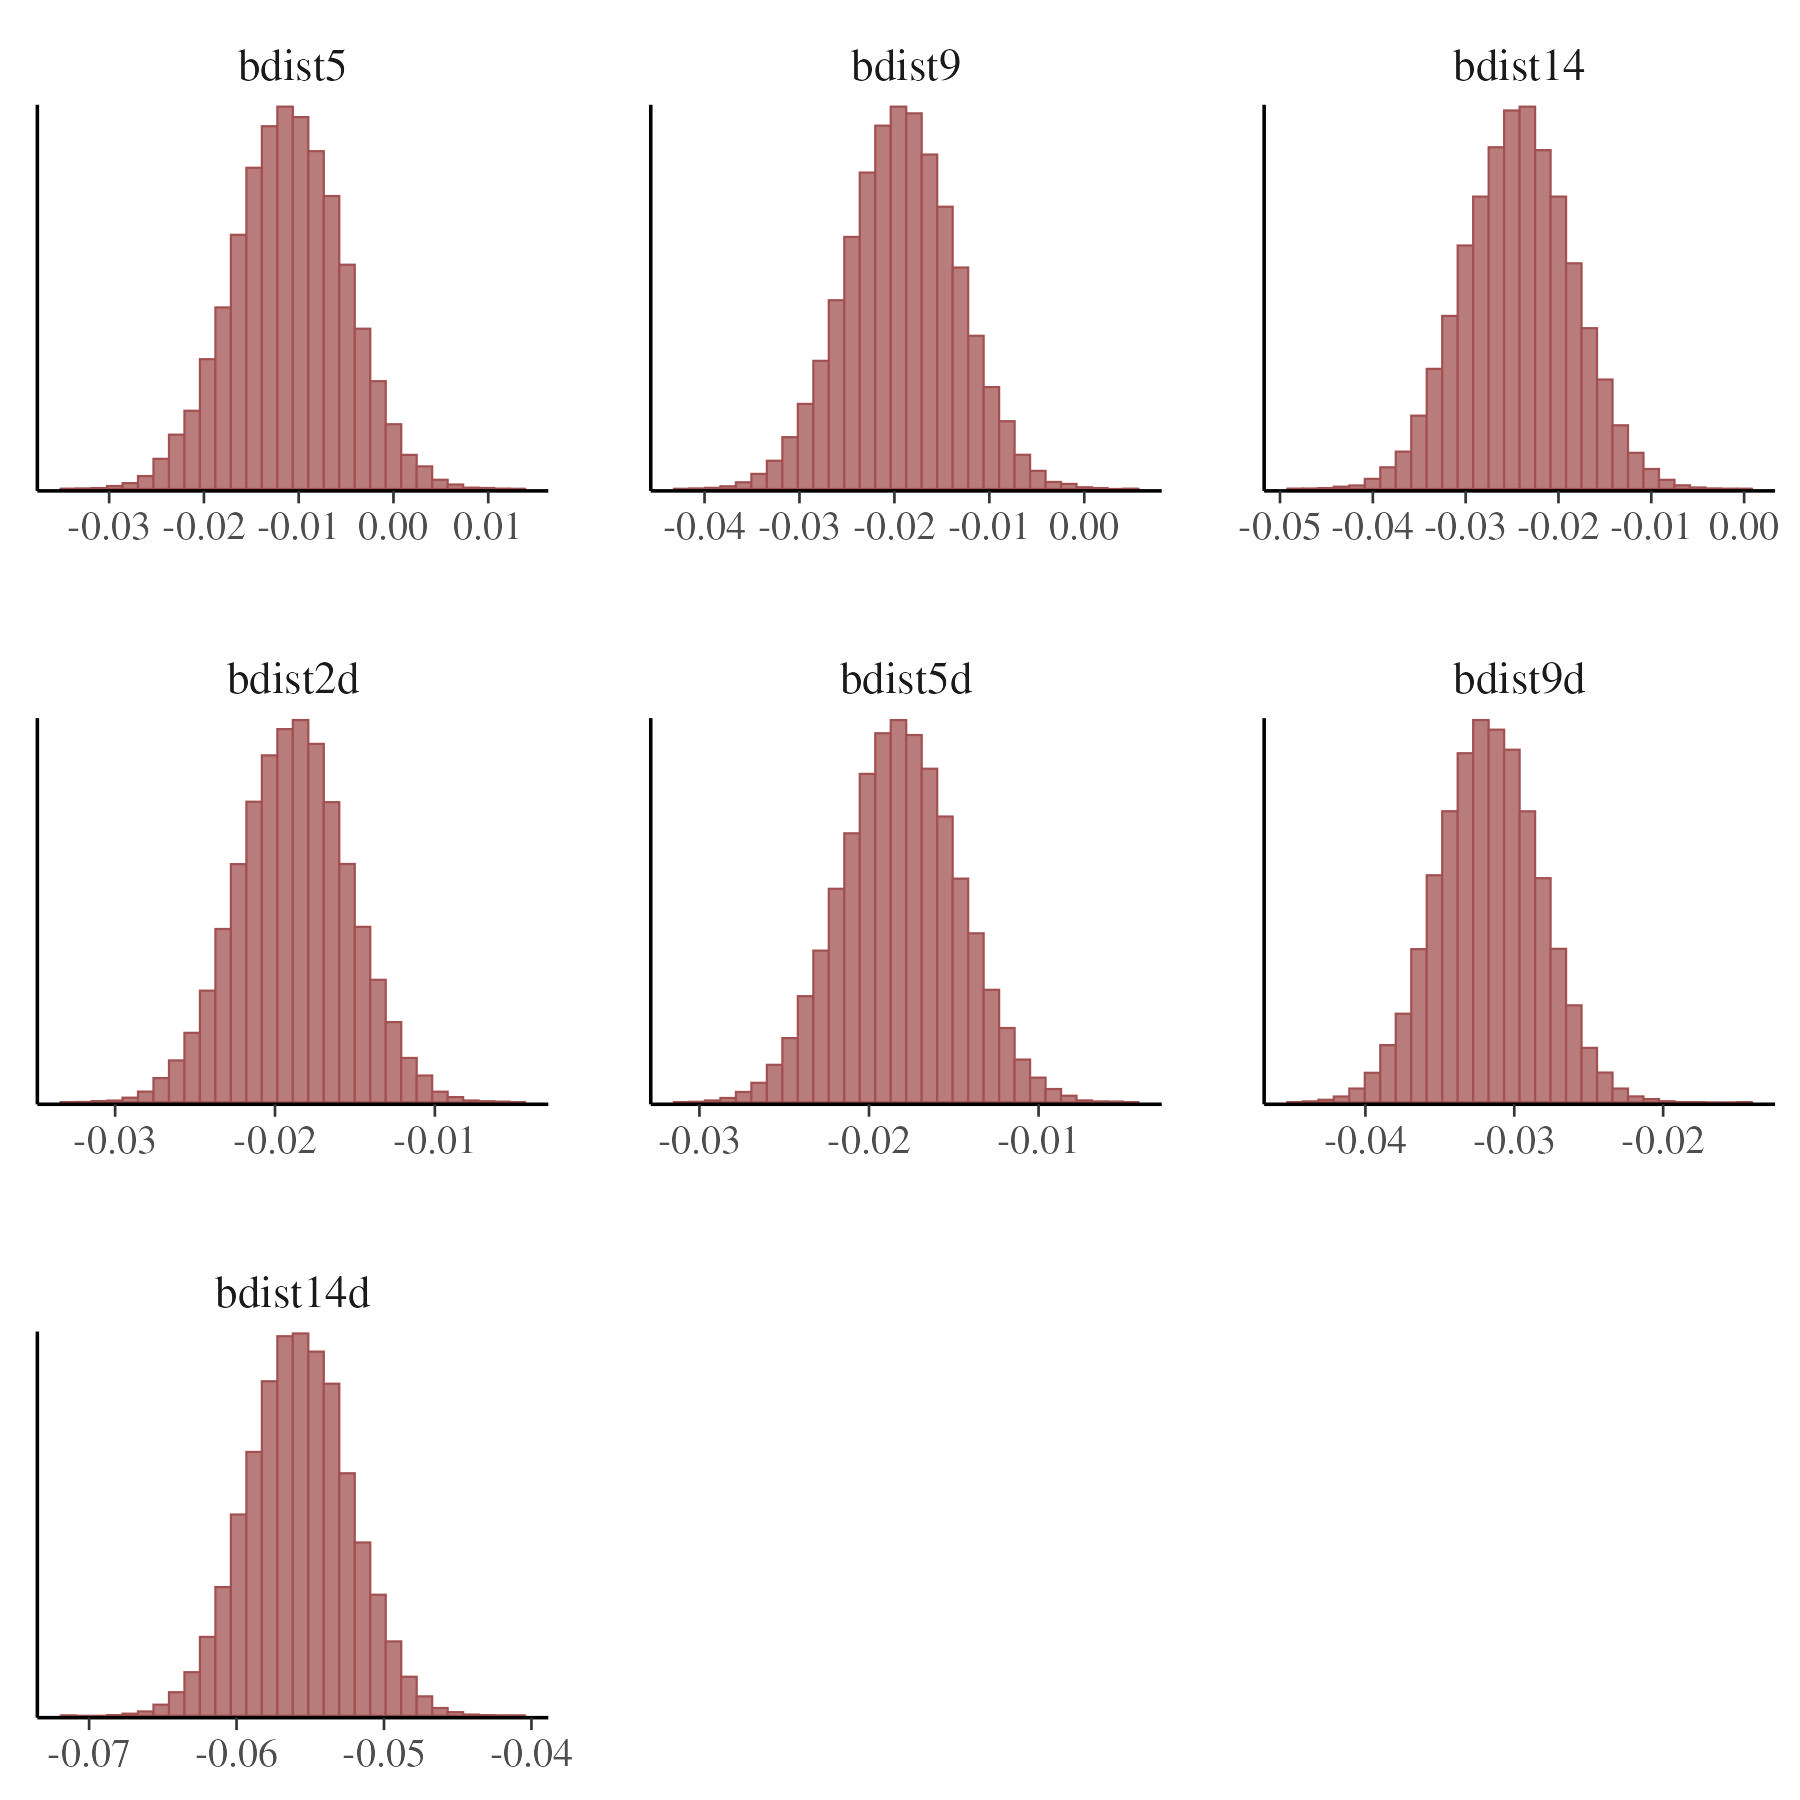 bdist5 bdist9 bdist14
-0.03 -0.02 -0.01 0.00 0.01 -0.04 -0.03 -0.02 -0.01 0.00 -0.05 -0.04 -0.03 -0.02 -0.01 0.00
bdist2d bdist5d bdist9d
-0.03 -0.02 -0.01 -0.03 -0.02 -0.01 -0.04 -0.03 -0.02
bdist14d
-0.07 -0.06 -0.05 -0.04